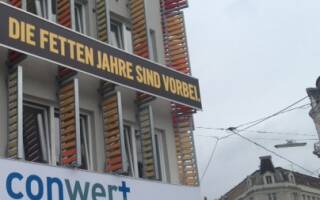 DIE FETTEN JAHRE SIND VORBEI
conwert